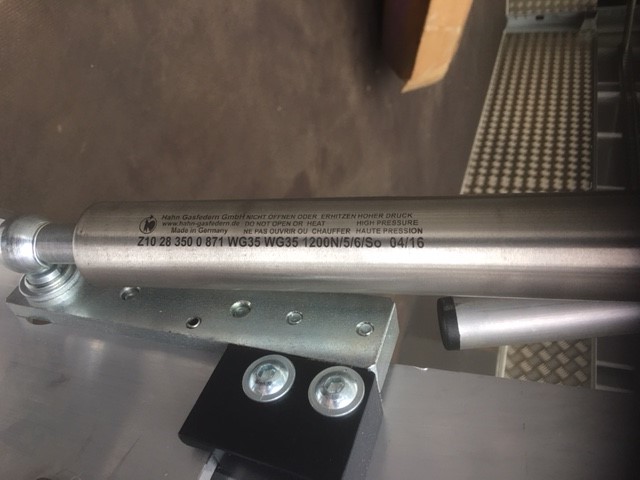 Hahn Gasfedern GmbH NICHT ÖFFNEN ODER ERHITZEN HOHER DRUCK
www.hahn-gasfedern.de DO NOT OPEN OR HEAT HIGH PRESSURE
Made in Germany NE PAS OUVRIR OU CHAUFFER HAUTE PRESSION
Z10 28 350 0 871 WG35 WG35 1200N/5/6/So 04/16